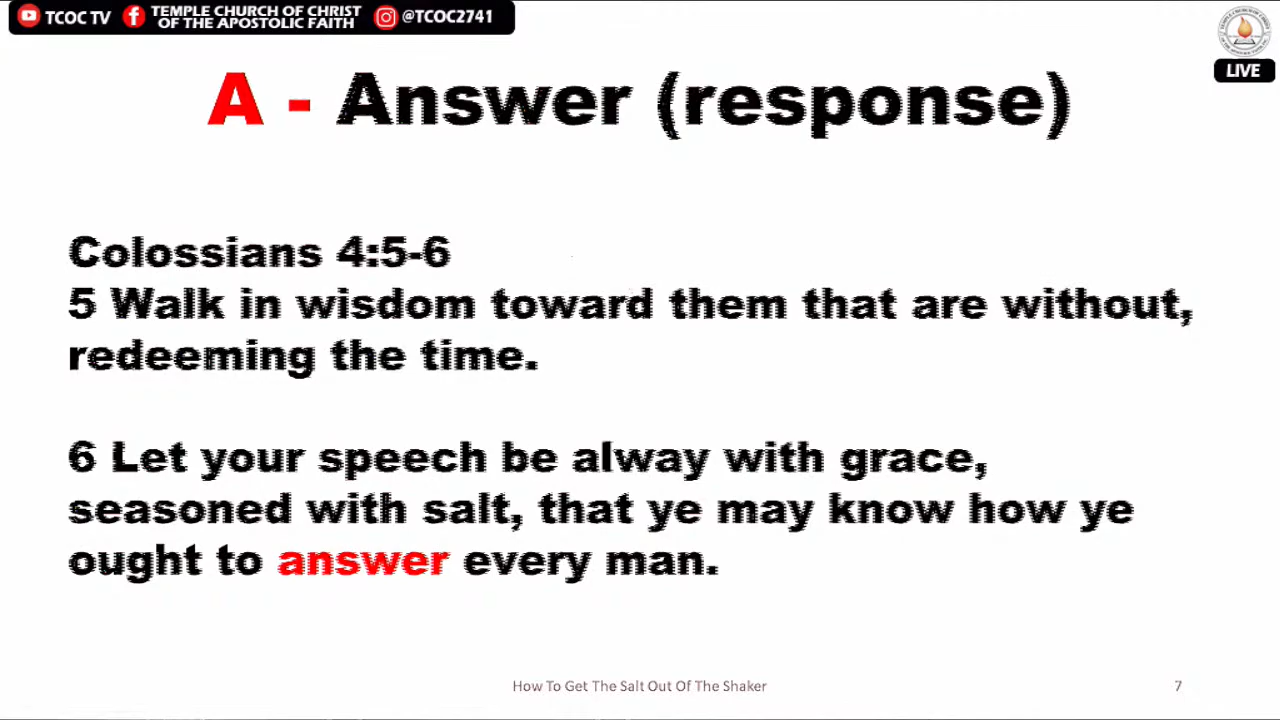 TCOC TV TEMPLE CHURCH OF CHRIST OF THE APOSTOLIC FAITH @TCOC2741
LIVE
A - Answer (response)
Colossians 4:5-6
5 Walk in wisdom toward them that are without,
redeeming the time.
6 Let your speech be alway with grace,
seasoned with salt, that ye may know how ye
ought to answer every man.
How To Get The Salt Out Of The Shaker
7